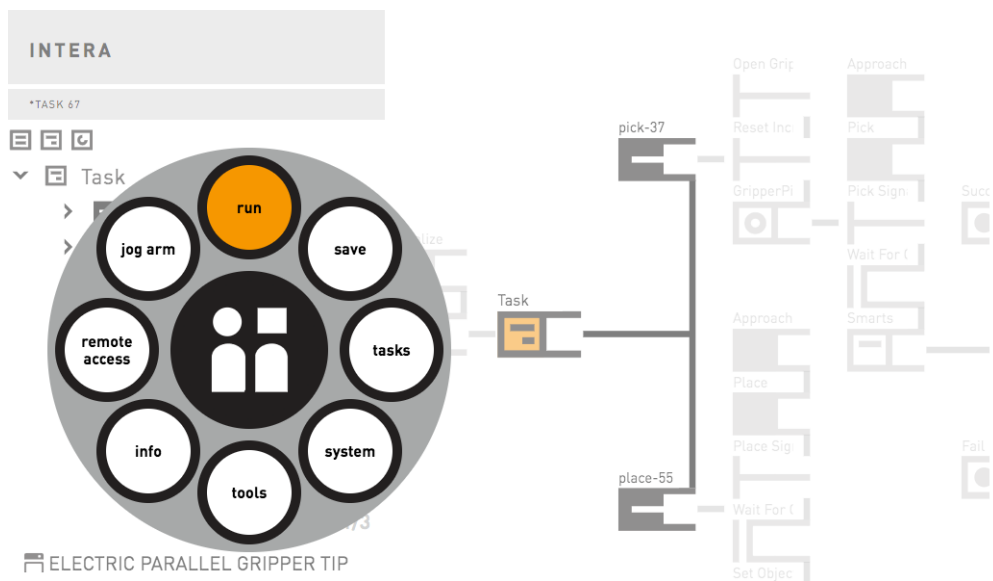 INTERA
*TASK 67
Task
run
jog arm
save
remote
access
tasks
info
system
tools
ELECTRIC PARALLEL GRIPPER TIP
Task
pick-37
place-55
Open Grip
Reset Inc
GripperPi
Approach
Place
Place Sig
Wait For (
Set Objec
Approach
Pick
Pick Sign
Wait For (
Smarts
Succ
Fail